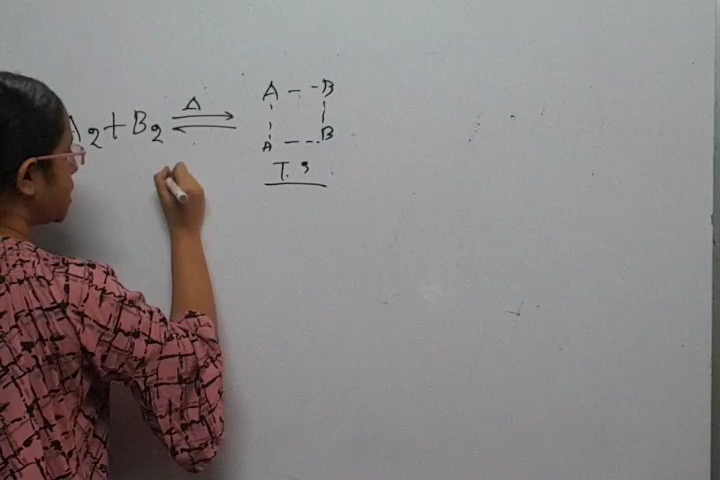 A - - B
Δ
A₂ + B₂ ⇌
A - - - B
T. S